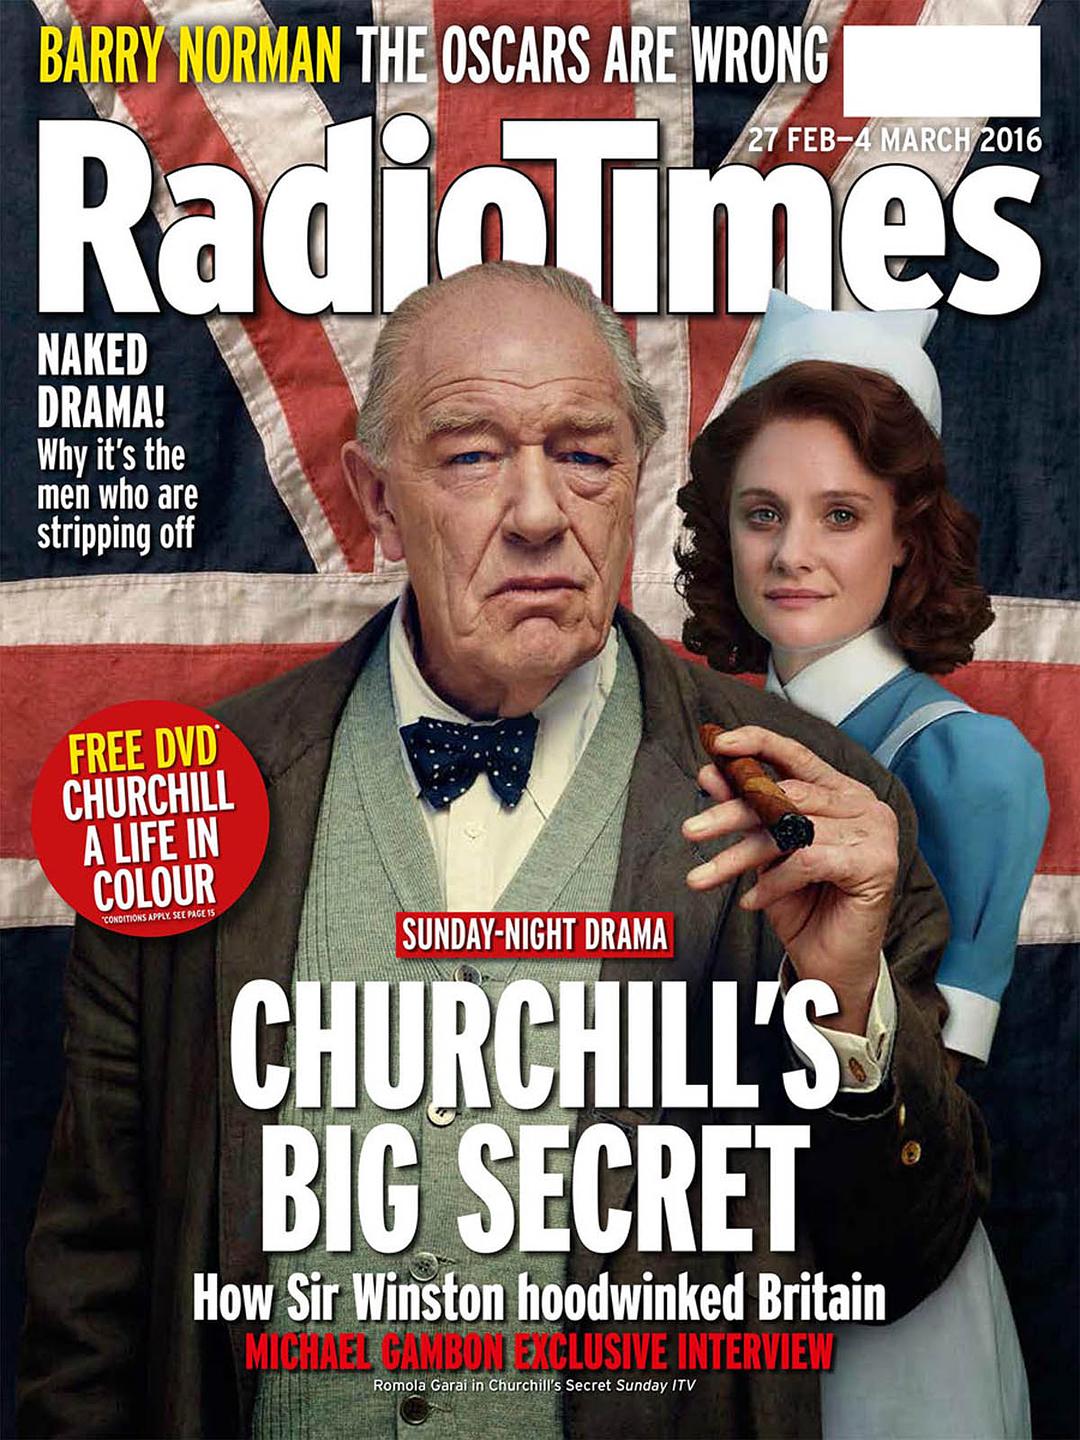 BARRY NORMAN THE OSCARS ARE WRONG
27 FEB–4 MARCH 2016
RadioTimes
NAKED
DRAMA!
Why it's the
men who are
stripping off
FREE DVD*
CHURCHILL
A LIFE IN
COLOUR
*CONDITIONS APPLY. SEE PAGE 15
SUNDAY-NIGHT DRAMA
CHURCHILL'S
BIG SECRET
How Sir Winston hoodwinked Britain
MICHAEL GAMBON EXCLUSIVE INTERVIEW
Romola Garai in Churchill's Secret Sunday ITV